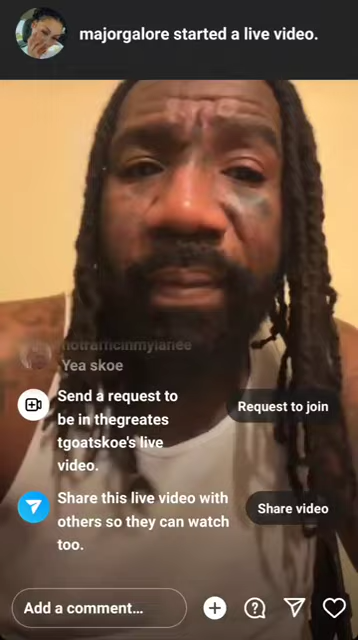 majorgalore started a live video.
Yea skoe
Send a request to
be in thegreates
tgoatskoe's live
video.
Request to join
Share this live video with
others so they can watch
too.
Share video
Add a comment...